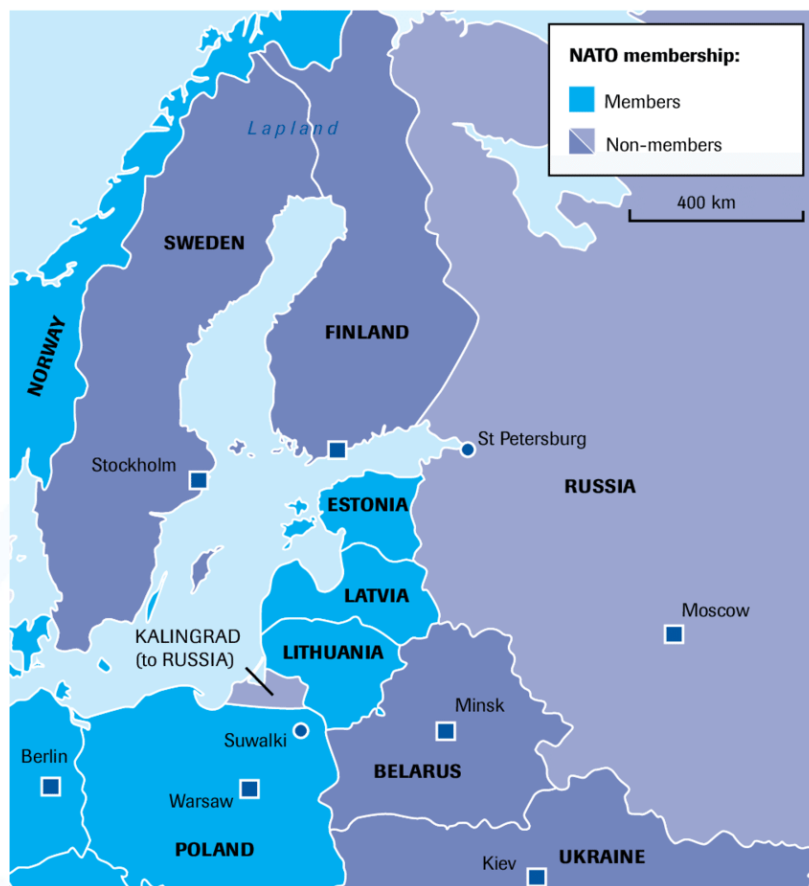 NATO membership:
Members
Non-members
400 km
Lapland
SWEDEN
FINLAND
NORWAY
Stockholm
St Petersburg
ESTONIA
RUSSIA
LATVIA
Moscow
KALINGRAD
(to RUSSIA)
LITHUANIA
Minsk
Suwalki
Berlin
BELARUS
Warsaw
POLAND
UKRAINE
Kiev